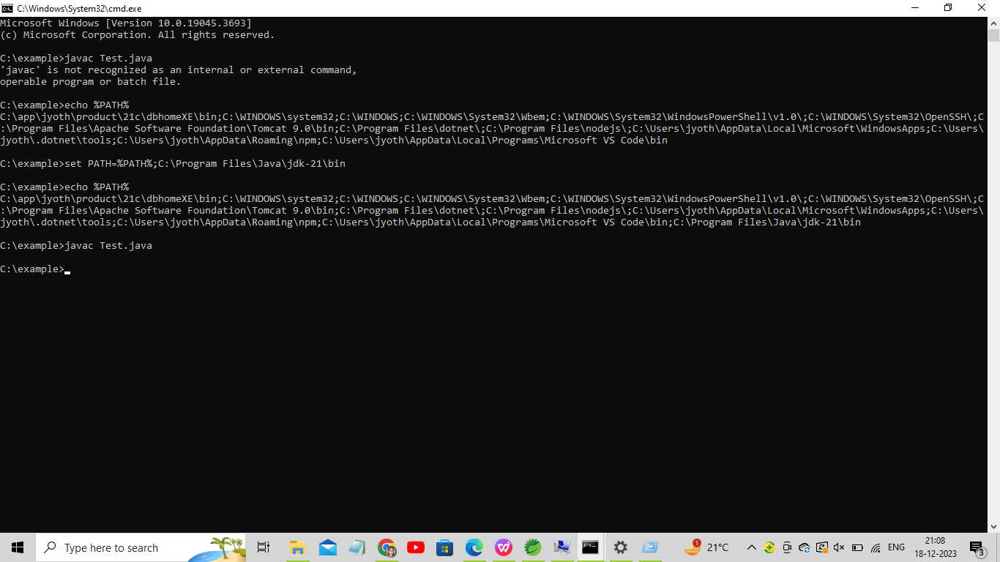 C:\Windows\System32\cmd.exe
Microsoft Windows [Version 10.0.19045.3693]
(c) Microsoft Corporation. All rights reserved.
C:\example>javac Test.java
'javac' is not recognized as an internal or external command,
operable program or batch file.
C:\example>echo %PATH%
C:\app\jyoth\product\21c\dbhomeXE\bin;C:\WINDOWS\system32;C:\WINDOWS;C:\WINDOWS\System32\Wbem;C:\WINDOWS\System32\WindowsPowerShell\v1.0\;C:\WINDOWS\System32\OpenSSH\;C
:\Program Files\Apache Software Foundation\Tomcat 9.0\bin;C:\Program Files\dotnet\;C:\Program Files\nodejs\;C:\Users\jyoth\AppData\Local\Microsoft\WindowsApps;C:\Users\
jyoth\.dotnet\tools;C:\Users\jyoth\AppData\Roaming\npm;C:\Users\jyoth\AppData\Local\Programs\Microsoft VS Code\bin
C:\example>set PATH=%PATH%;C:\Program Files\Java\jdk-21\bin
C:\example>echo %PATH%
C:\app\jyoth\product\21c\dbhomeXE\bin;C:\WINDOWS\system32;C:\WINDOWS;C:\WINDOWS\System32\Wbem;C:\WINDOWS\System32\WindowsPowerShell\v1.0\;C:\WINDOWS\System32\OpenSSH\;C
:\Program Files\Apache Software Foundation\Tomcat 9.0\bin;C:\Program Files\dotnet\;C:\Program Files\nodejs\;C:\Users\jyoth\AppData\Local\Microsoft\WindowsApps;C:\Users\
jyoth\.dotnet\tools;C:\Users\jyoth\AppData\Roaming\npm;C:\Users\jyoth\AppData\Local\Programs\Microsoft VS Code\bin;C:\Program Files\Java\jdk-21\bin
C:\example>javac Test.java
C:\example>
Type here to search
1
21°C
ENG
21:08
18-12-2023
3